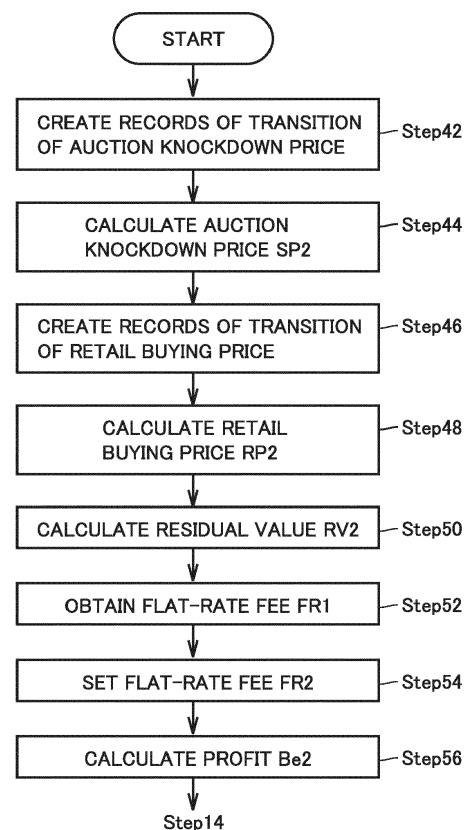 START
CREATE RECORDS OF TRANSITION
OF AUCTION KNOCKDOWN PRICE
Step42
CALCULATE AUCTION
KNOCKDOWN PRICE SP2
Step44
CREATE RECORDS OF TRANSITION
OF RETAIL BUYING PRICE
Step46
CALCULATE RETAIL
BUYING PRICE RP2
Step48
CALCULATE RESIDUAL VALUE RV2
Step50
OBTAIN FLAT-RATE FEE FR1
Step52
SET FLAT-RATE FEE FR2
Step54
CALCULATE PROFIT Be2
Step56
Step14